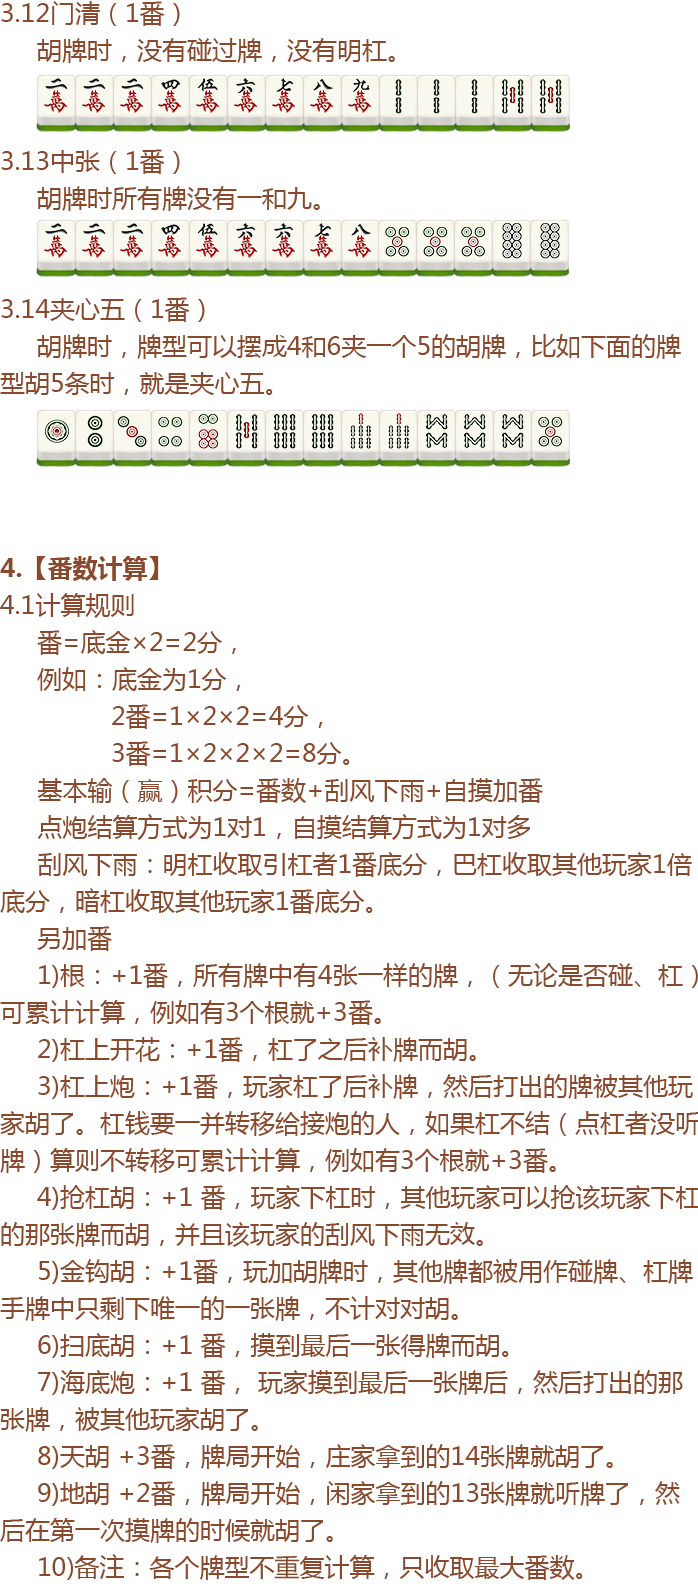 3.12门清（1番）
胡牌时，没有碰过牌，没有明杠。
二萬 二萬 二萬 四萬 伍萬 六萬 七萬 八萬 九萬
3.13中张（1番）
胡牌时所有牌没有一和九。
二萬 二萬 二萬 四萬 伍萬 六萬 六萬 七萬 八萬
3.14夹心五（1番）
胡牌时，牌型可以摆成4和6夹一个5的胡牌，比如下面的牌
型胡5条时，就是夹心五。
4.【番数计算】
4.1计算规则
番=底金×2=2分，
例如：底金为1分，
2番=1×2×2=4分，
3番=1×2×2×2=8分。
基本输（赢）积分=番数+刮风下雨+自摸加番
点炮结算方式为1对1，自摸结算方式为1对多
刮风下雨：明杠收取引杠者1番底分，巴杠收取其他玩家1倍
底分，暗杠收取其他玩家1番底分。
另加番
1)根：+1番，所有牌中有4张一样的牌，（无论是否碰、杠）
可累计计算，例如有3个根就+3番。
2)杠上开花：+1番，杠了之后补牌而胡。
3)杠上炮：+1番，玩家杠了后补牌，然后打出的牌被其他玩
家胡了。杠钱要一并转移给接炮的人，如果杠不结（点杠者没听
牌）算则不转移可累计计算，例如有3个根就+3番。
4)抢杠胡：+1 番，玩家下杠时，其他玩家可以抢该玩家下杠
的那张牌而胡，并且该玩家的刮风下雨无效。
5)金钩胡：+1番，玩加胡牌时，其他牌都被用作碰牌、杠牌
手牌中只剩下唯一的一张牌，不计对对胡。
6)扫底胡：+1 番，摸到最后一张得牌而胡。
7)海底炮：+1 番， 玩家摸到最后一张牌后，然后打出的那
张牌，被其他玩家胡了。
8)天胡 +3番，牌局开始，庄家拿到的14张牌就胡了。
9)地胡 +2番，牌局开始，闲家拿到的13张牌就听牌了，然
后在第一次摸牌的时候就胡了。
10)备注：各个牌型不重复计算，只收取最大番数。